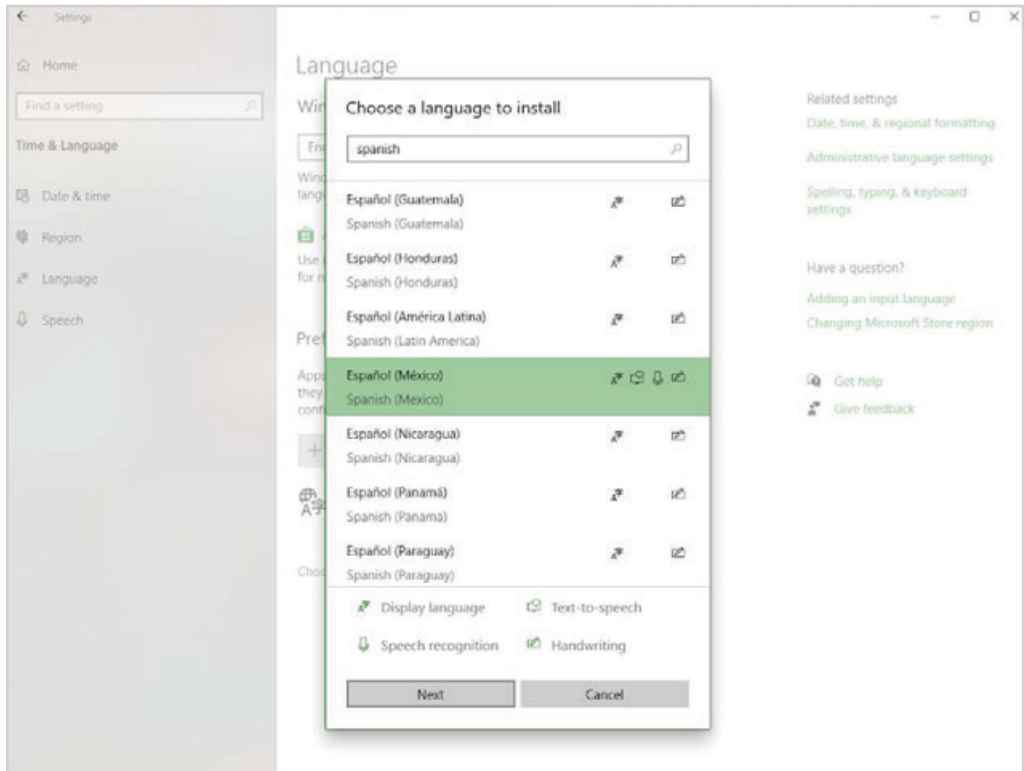 Settings
Home
Find a setting
Time & Language
Date & time
Region
Language
Speech
Language
Choose a language to install
spanish
Español (Guatemala)
Spanish (Guatemala)
Español (Honduras)
Spanish (Honduras)
Español (América Latina)
Spanish (Latin America)
Español (México)
Spanish (Mexico)
Español (Nicaragua)
Spanish (Nicaragua)
Español (Panamá)
Spanish (Panama)
Español (Paraguay)
Spanish (Paraguay)
Display language
Text-to-speech
Speech recognition
Handwriting
Next
Cancel
Use
they
Related settings
Date, time, & regional formatting
Administrative language settings
Spelling, typing, & keyboard
settings
Have a question?
Adding an input language
Changing Microsoft Store region
Get help
Give feedback